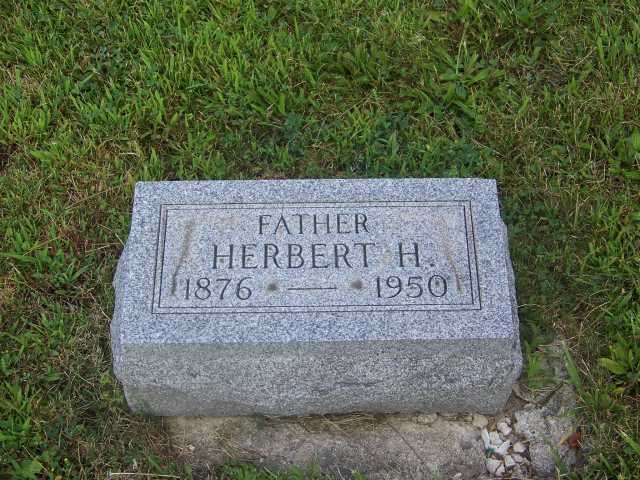 FATHER
HERBERT H.
1876 — 1950